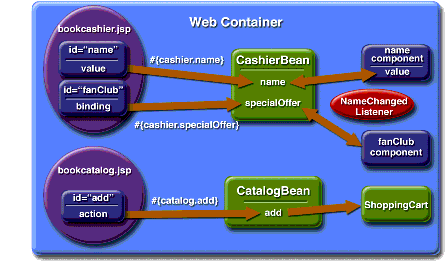 Web Container
bookcashier.jsp
id="name"
value
id="fanClub"
binding
#{cashier.name}
#{cashier.specialOffer}
CashierBean
name
specialOffer
name
component
value
NameChanged
Listener
fanClub
component
bookcatalog.jsp
id="add"
action
#{catalog.add}
CatalogBean
add
ShoppingCart